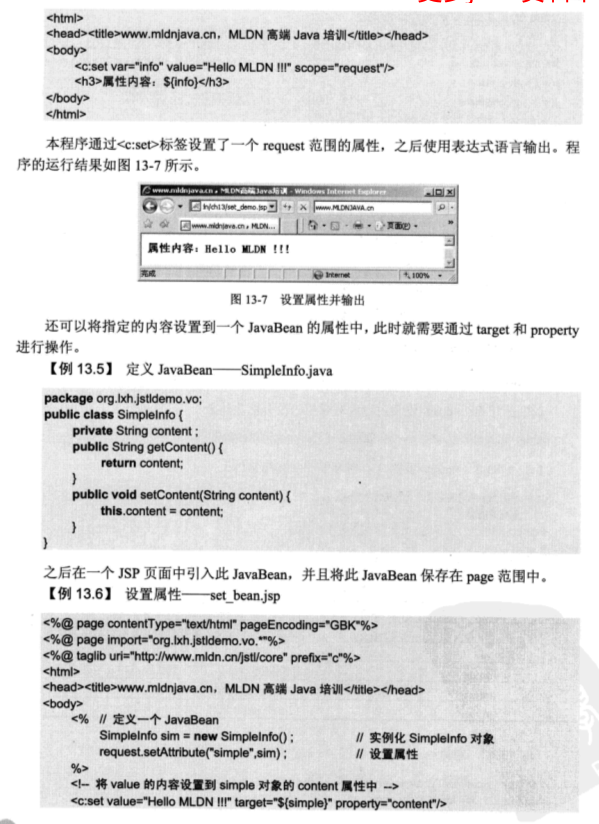 <html>
<head><title>www.mldnjava.cn，MLDN 高端 Java 培训</title></head>
<body>
<c:set var="info" value="Hello MLDN !!!" scope="request"/>
<h3>属性内容：${info}</h3>
</body>
</html>
本程序通过<c:set>标签设置了一个 request 范围的属性，之后使用表达式语言输出。程
序的运行结果如图 13-7 所示。
www.mldnjava.cn，MLDN高端Java培训 - Windows Internet Explorer
ln/ch13/set_demo.jsp
www.MLDNJAVA.cn
www.mldnjava.cn，MLDN...
页面(P)
属性内容：Hello MLDN !!!
完成
Internet
100%
图 13-7 设置属性并输出
还可以将指定的内容设置到一个 JavaBean 的属性中，此时就需要通过 target 和 property
进行操作。
【例 13.5】 定义 JavaBean——SimpleInfo.java
package org.lxh.jstldemo.vo;
public class SimpleInfo {
private String content ;
public String getContent() {
return content;
}
public void setContent(String content) {
this.content = content;
}
}
之后在一个 JSP 页面中引入此 JavaBean，并且将此 JavaBean 保存在 page 范围中。
【例 13.6】 设置属性——set_bean.jsp
<%@ page contentType="text/html" pageEncoding="GBK"%>
<%@ page import="org.lxh.jstldemo.vo.*"%>
<%@ taglib uri="http://www.mldn.cn/jstl/core" prefix="c"%>
<html>
<head><title>www.mldnjava.cn，MLDN 高端 Java 培训</title></head>
<body>
<% // 定义一个 JavaBean
SimpleInfo sim = new SimpleInfo() ; // 实例化 SimpleInfo 对象
request.setAttribute("simple",sim) ; // 设置属性
%>
<!-- 将 value 的内容设置到 simple 对象的 content 属性中 -->
<c:set value="Hello MLDN !!!" target="${simple}" property="content"/>